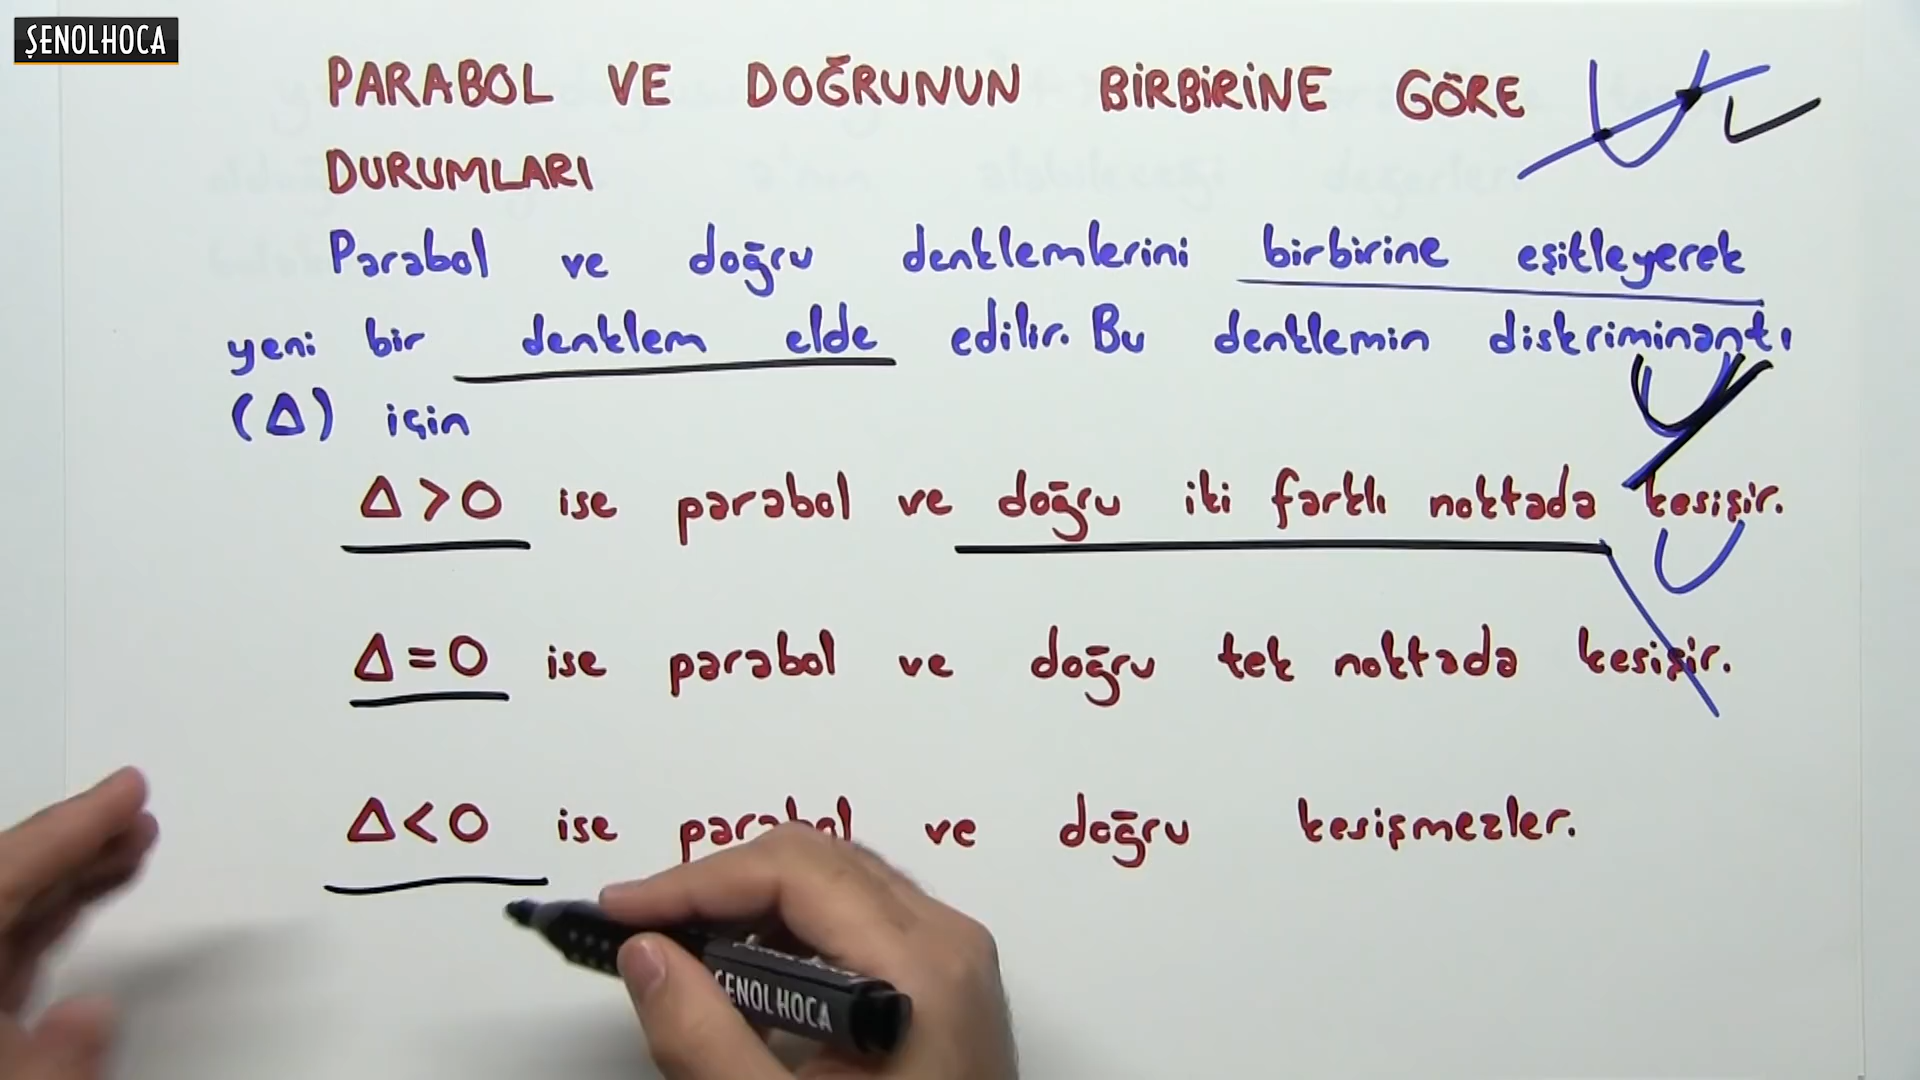 ŞENOLHOCA
PARABOL VE DOĞRUNUN BİRBİRİNE GÖRE
DURUMLARI
Parabol ve doğru denklemlerini birbirine eşitleyerek
yeni bir denklem elde edilir. Bu denklemin diskriminantı
(Δ) için
Δ>0 ise parabol ve doğru iki farklı noktada kesişir.
Δ=0 ise parabol ve doğru tek noktada kesişir.
Δ<0 ise parabol ve doğru kesişmezler.
ŞENOLHOCA